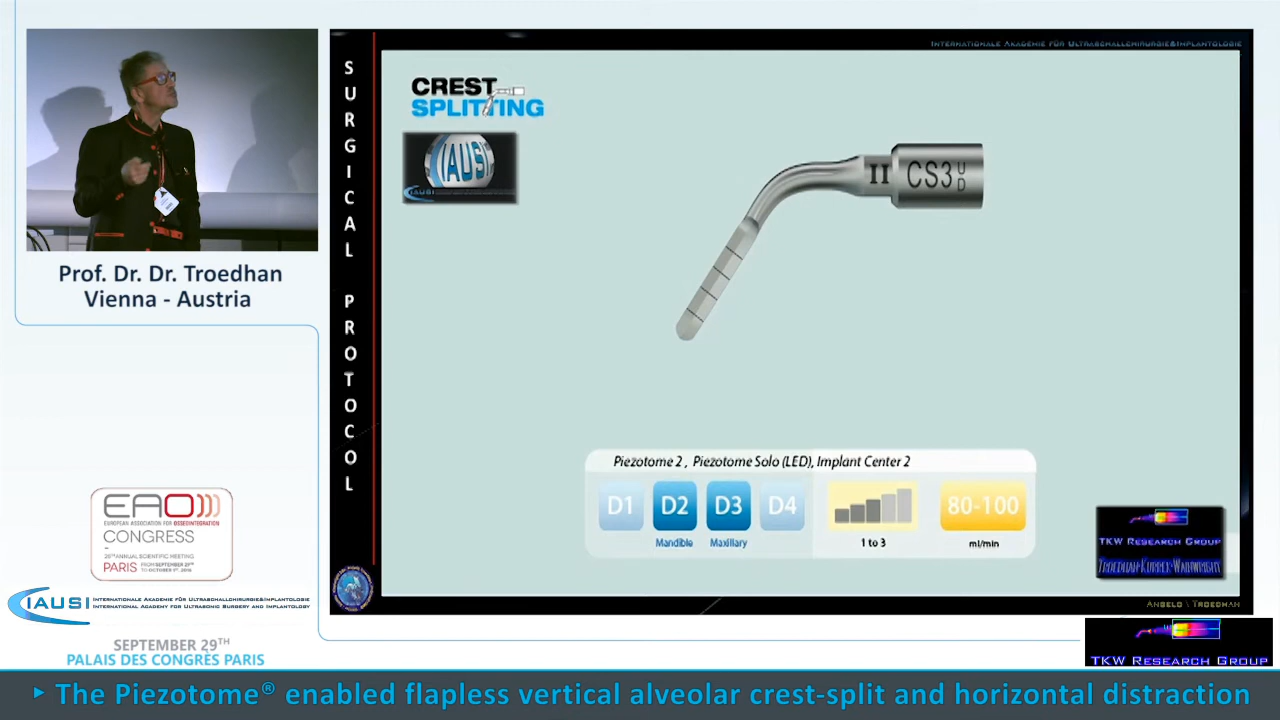 INTERNATIONALE AKADEMIE FÜR ULTRASCHALLCHIRURGIE&IMPLANTOLOGIE
SURGICAL PROTOCOL
CREST
SPLITTING
IAUSI
IAUSI
II CS3 U D
Prof. Dr. Dr. Troedhan
Vienna - Austria
Piezotome 2 , Piezotome Solo (LED), Implant Center 2
D1 D2 D3 D4 80-100
Mandible Maxillary 1 to 3 ml/min
TKW RESEARCH GROUP
TROEDHAN-KURREK-WAINWRIGHT
ANGELO \ TROEDHAN
EAO
EUROPEAN ASSOCIATION FOR OSSEOINTEGRATION
CONGRESS
PARIS
IAUSI INTERNATIONALE AKADEMIE FÜR ULTRASCHALLCHIRURGIE&IMPLANTOLOGIE
INTERNATIONAL ACADEMY FOR ULTRASONIC SURGERY AND IMPLANTOLOGY
SEPTEMBER 29TH
PALAIS DES CONGRÈS PARIS
TKW RESEARCH GROUP
The Piezotome® enabled flapless vertical alveolar crest-split and horizontal distraction